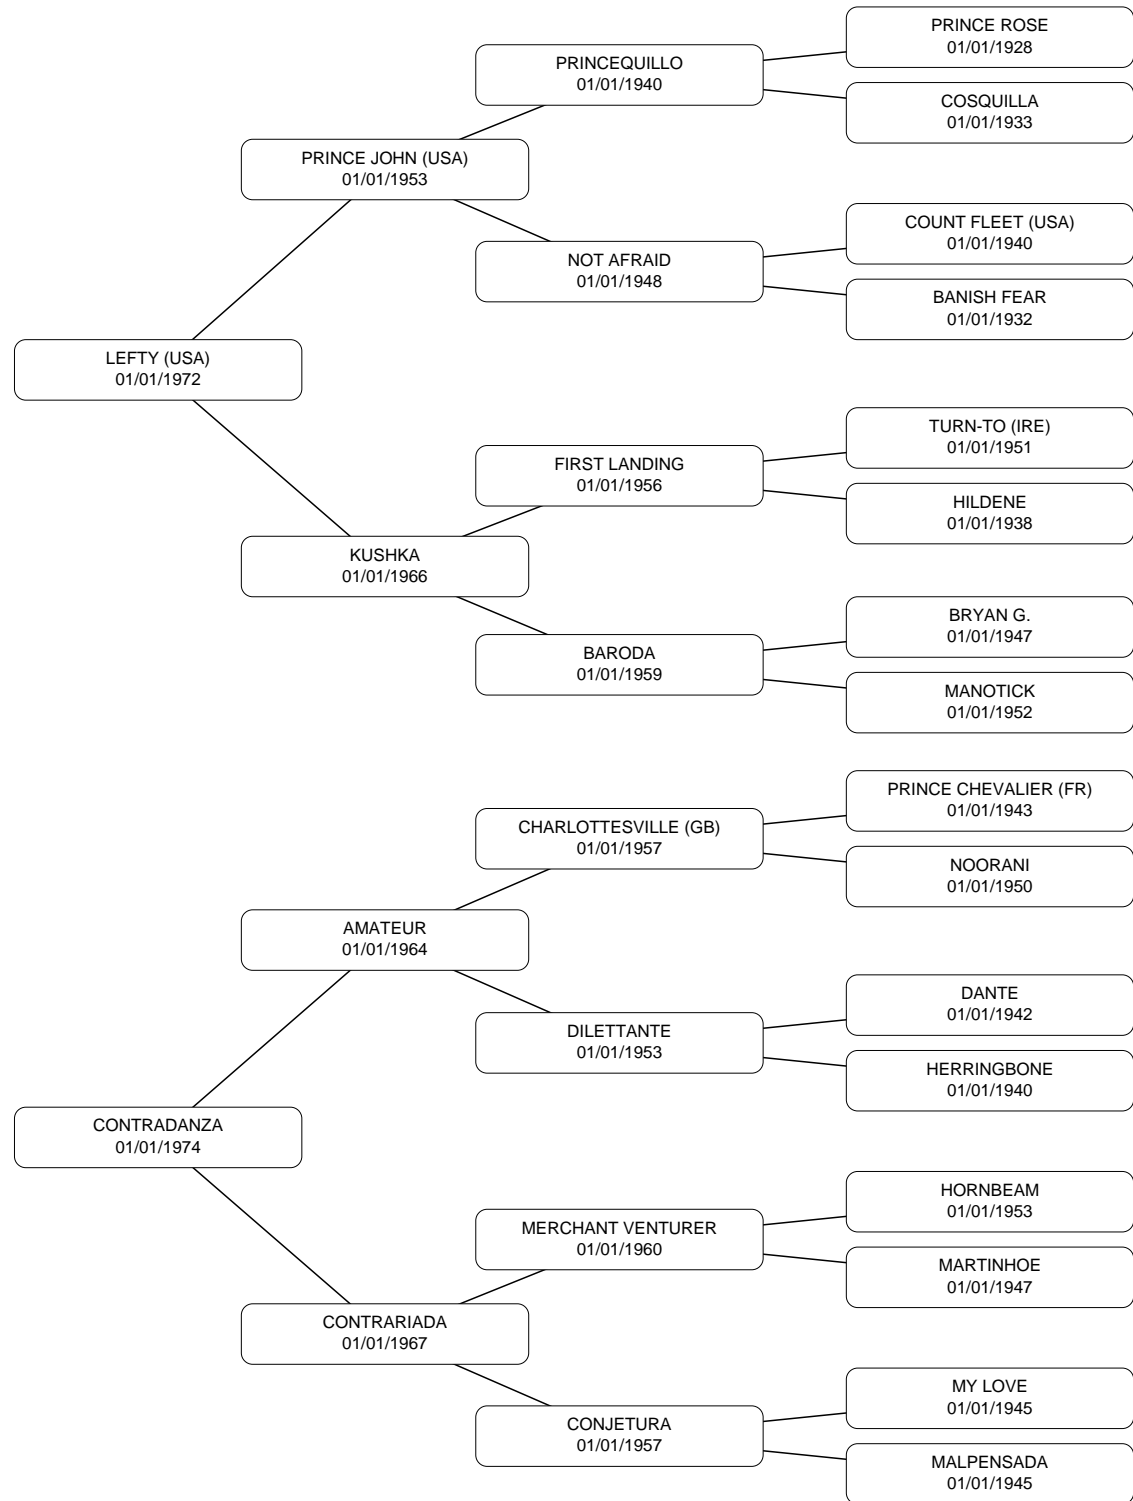 PRINCE ROSE
01/01/1928
PRINCEQUILLO
01/01/1940
COSQUILLA
01/01/1933
PRINCE JOHN (USA)
01/01/1953
COUNT FLEET (USA)
01/01/1940
NOT AFRAID
01/01/1948
BANISH FEAR
01/01/1932
LEFTY (USA)
01/01/1972
TURN-TO (IRE)
01/01/1951
FIRST LANDING
01/01/1956
HILDENE
01/01/1938
KUSHKA
01/01/1966
BRYAN G.
01/01/1947
BARODA
01/01/1959
MANOTICK
01/01/1952
PRINCE CHEVALIER (FR)
01/01/1943
CHARLOTTESVILLE (GB)
01/01/1957
NOORANI
01/01/1950
AMATEUR
01/01/1964
DANTE
01/01/1942
DILETTANTE
01/01/1953
HERRINGBONE
01/01/1940
CONTRADANZA
01/01/1974
HORNBEAM
01/01/1953
MERCHANT VENTURER
01/01/1960
MARTINHOE
01/01/1947
CONTRARIADA
01/01/1967
MY LOVE
01/01/1945
CONJETURA
01/01/1957
MALPENSADA
01/01/1945